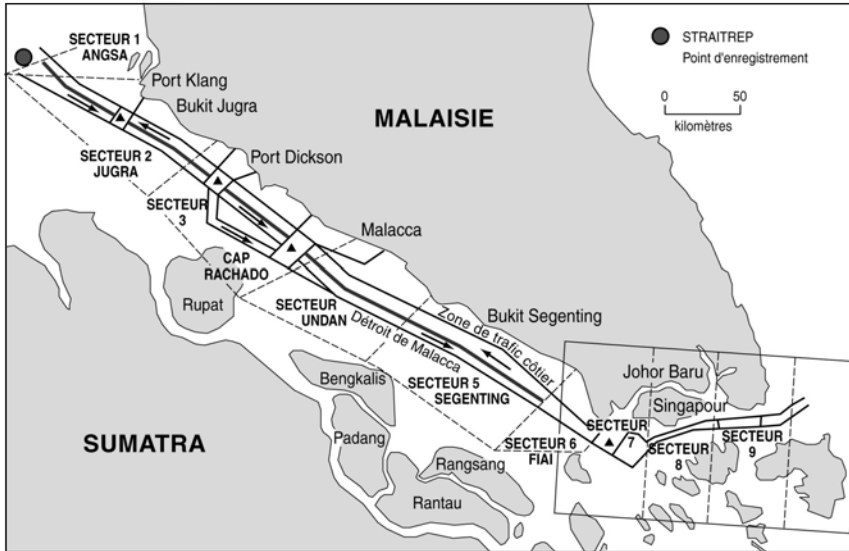 SECTEUR 1
ANGSA
STRAITREP
Point d'enregistrement
Port Klang
Bukit Jugra
0 50
kilomètres
MALAISIE
SECTEUR 2
JUGRA
Port Dickson
SECTEUR
3
Malacca
CAP
RACHADO
Rupat
SECTEUR
UNDAN
Détroit de Malacca
Zone de trafic côtier
Bukit Segenting
Bengkalis
SECTEUR 5
SEGENTING
Johor Baru
Singapour
SUMATRA
Padang
SECTEUR 6
FIAI
SECTEUR
7
SECTEUR
8
SECTEUR
9
Rangsang
Rantau